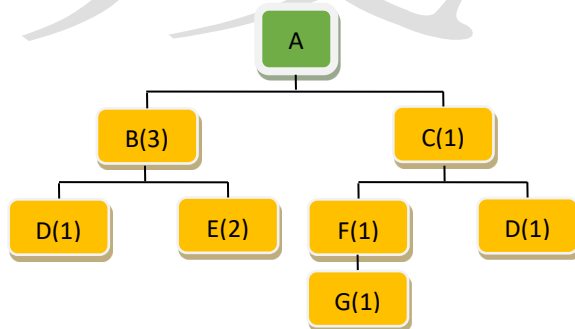 A
B(3)
C(1)
D(1)
E(2)
F(1)
D(1)
G(1)